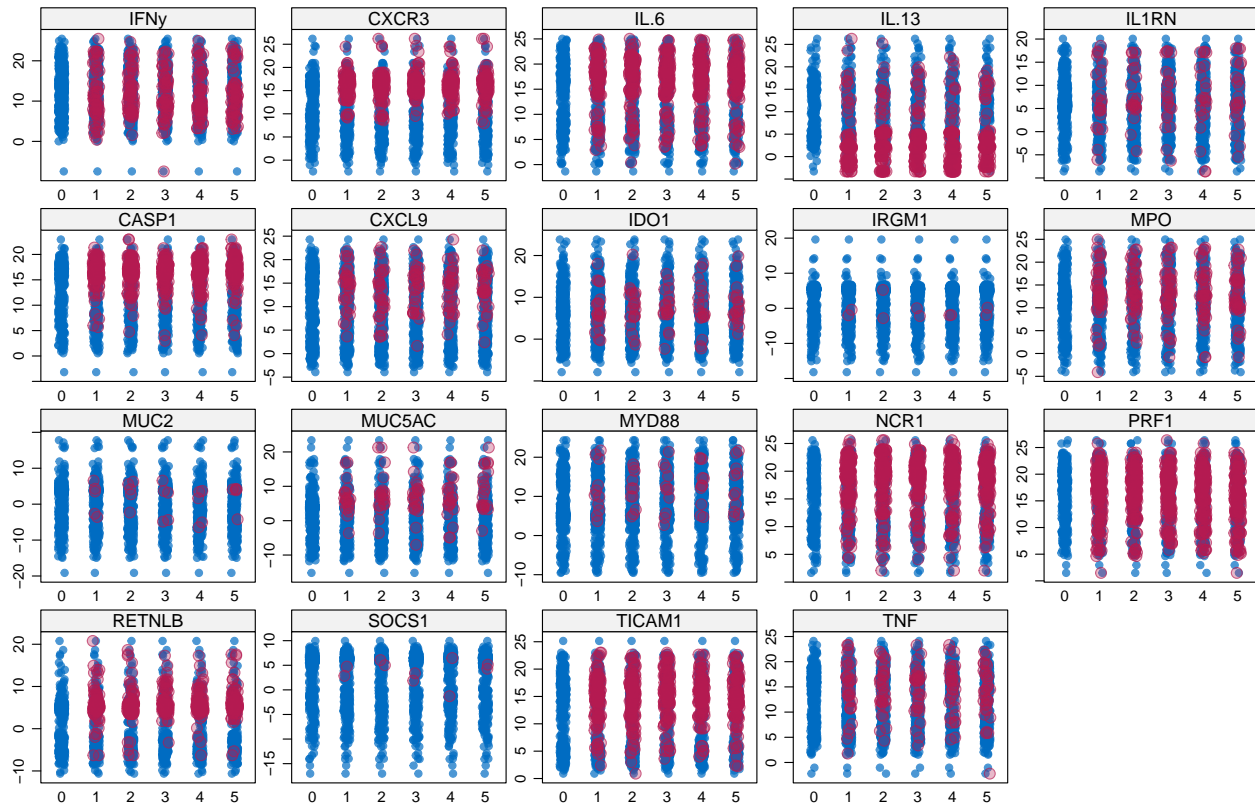 IFNy
0 10 20
0 1 2 3 4 5
CXCR3
0 5 10 15 20 25
0 1 2 3 4 5
IL.6
0 5 10 15 20 25
0 1 2 3 4 5
IL.13
0 5 10 15 20 25
0 1 2 3 4 5
IL1RN
−5 0 5 10 15 20
0 1 2 3 4 5
CASP1
0 5 10 15 20
0 1 2 3 4 5
CXCL9
−5 0 5 10 15 20 25
0 1 2 3 4 5
IDO1
0 10 20
0 1 2 3 4 5
IRGM1
−10 0 10 20
0 1 2 3 4 5
MPO
−5 0 5 10 15 20 25
0 1 2 3 4 5
MUC2
−20 −10 0 10
0 1 2 3 4 5
MUC5AC
−10 0 10 20
0 1 2 3 4 5
MYD88
−10 0 10 20
0 1 2 3 4 5
NCR1
5 10 15 20 25
0 1 2 3 4 5
PRF1
5 10 15 20 25
0 1 2 3 4 5
RETNLB
−10 0 10 20
0 1 2 3 4 5
SOCS1
−15 −5 0 5 10
0 1 2 3 4 5
TICAM1
0 5 10 15 20 25
0 1 2 3 4 5
TNF
0 5 10 15 20 25
0 1 2 3 4 5